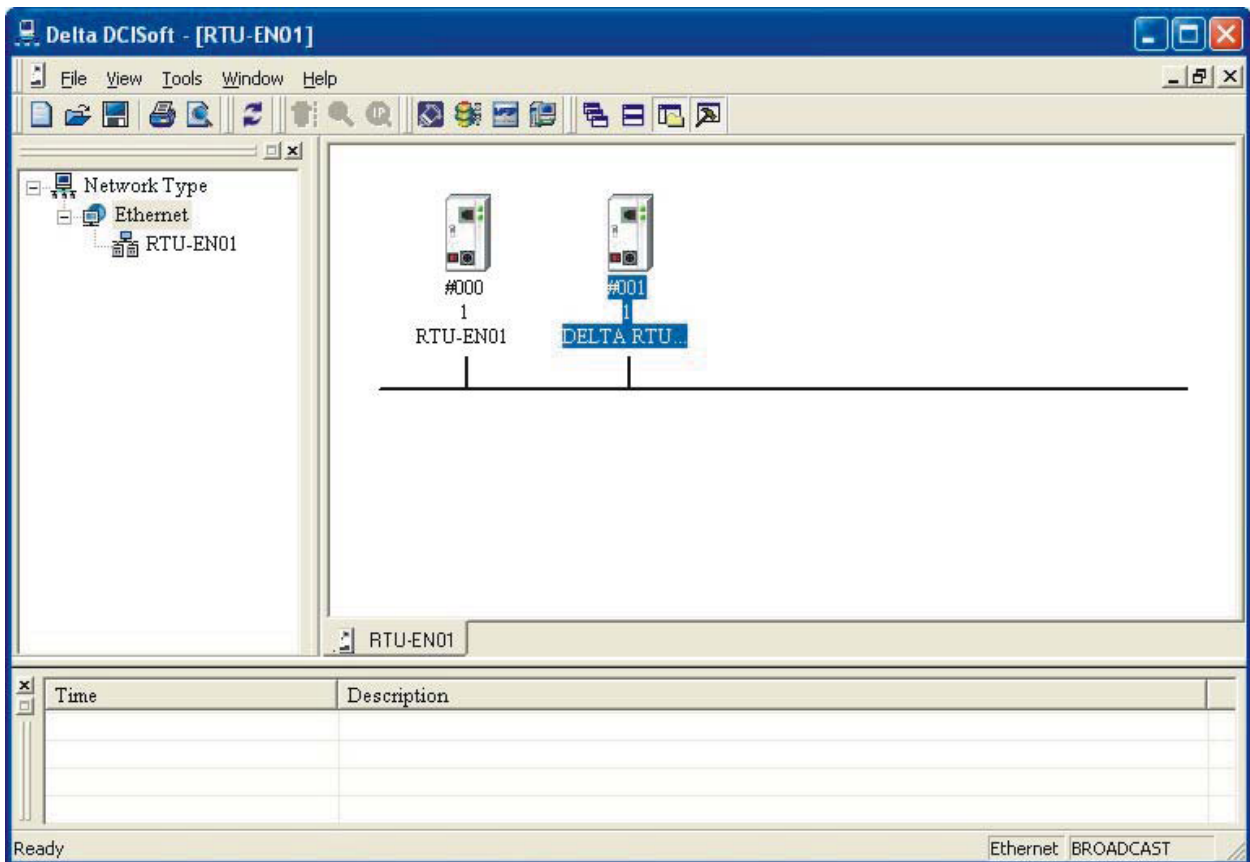 Delta DCISoft - [RTU-EN01]
File View Tools Window Help
Network Type
Ethernet
RTU-EN01
#000
1
RTU-EN01
#001
1
DELTA RTU...
RTU-EN01
Time Description
Ready Ethernet BROADCAST